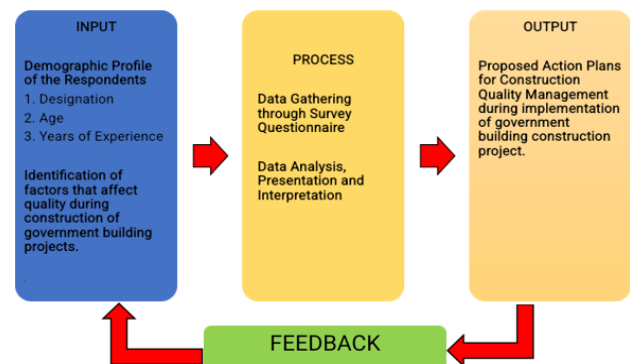 INPUT
Demographic Profile
of the Respondents
1. Designation
2. Age
3. Years of Experience
Identification of
factors that affect
quality during
construction of
government building
projects.
PROCESS
Data Gathering
through Survey
Questionnaire
Data Analysis,
Presentation and
Interpretation
OUTPUT
Proposed Action Plans
for Construction
Quality Management
during implementation
of government
building construction
project.
FEEDBACK